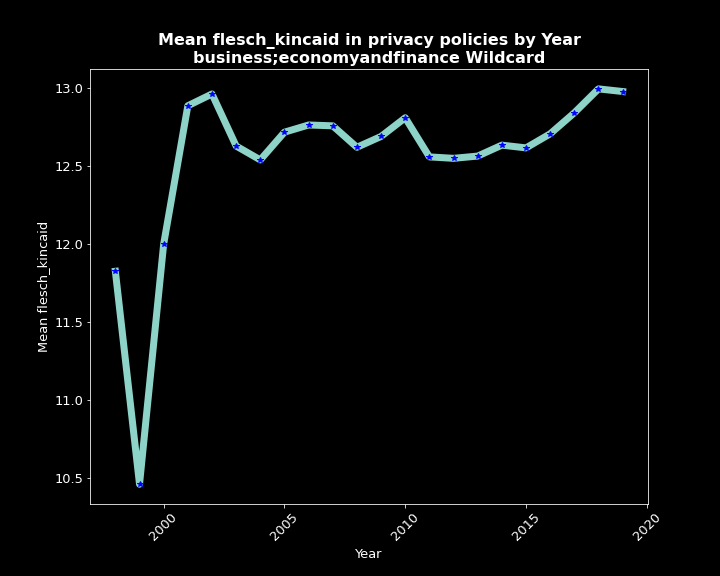 Mean flesch_kincaid in privacy policies by Year
business;economyandfinance Wildcard
13.0
12.5
12.0
11.5
11.0
10.5
Mean flesch_kincaid
2000
2005
2010
2015
2020
Year